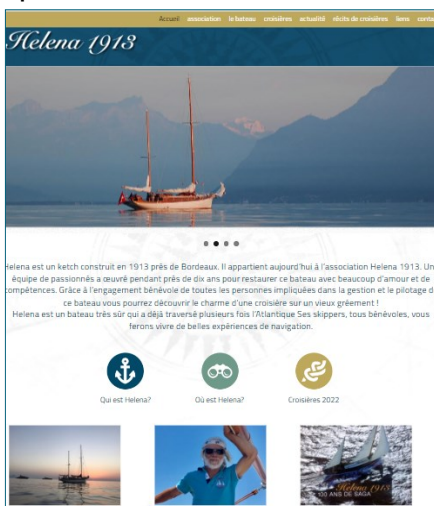 Accueil association le bateau croisières actualité récits de croisières liens conta
Helena 1913
Helena est un ketch construit en 1913 près de Bordeaux. Il appartient aujourd'hui à l'association Helena 1913. Un
équipe de passionnés a œuvré pendant près de dix ans pour restaurer ce bateau avec beaucoup d'amour et de
compétences. Grâce à l'engagement bénévole de toutes les personnes impliquées dans la gestion et le pilotage d
ce bateau vous pourrez découvrir le charme d'une croisière sur un vieux gréement !
Helena est un bateau très sûr qui a déjà traversé plusieurs fois l'Atlantique Ses skippers, tous bénévoles, vous
ferons vivre de belles expériences de navigation.
Qui est Helena?
Où est Helena?
Croisières 2022
Helena 1913
100 ANS DE SAGA